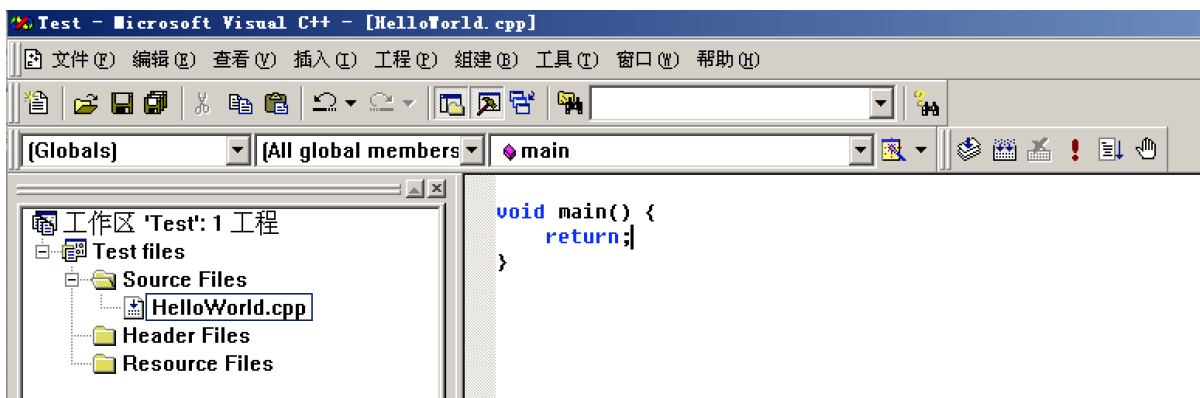 Test - Microsoft Visual C++ - [HelloWorld.cpp]
文件(F) 编辑(E) 查看(V) 插入(I) 工程(P) 组建(B) 工具(T) 窗口(W) 帮助(H)
(Globals) (All global members main
工作区 'Test': 1 工程
Test files
Source Files
HelloWorld.cpp
Header Files
Resource Files
void main() {
return;
}